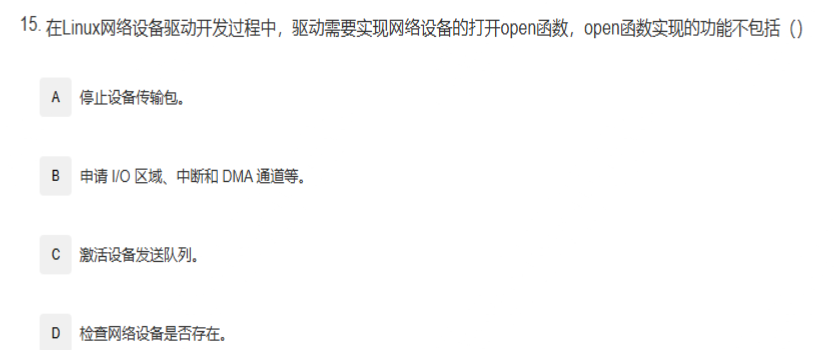 15. 在Linux网络设备驱动开发过程中，驱动需要实现网络设备的打开open函数，open函数实现的功能不包括（）
A 停止设备传输包。
B 申请 I/O 区域、中断和 DMA 通道等。
C 激活设备发送队列。
D 检查网络设备是否存在。